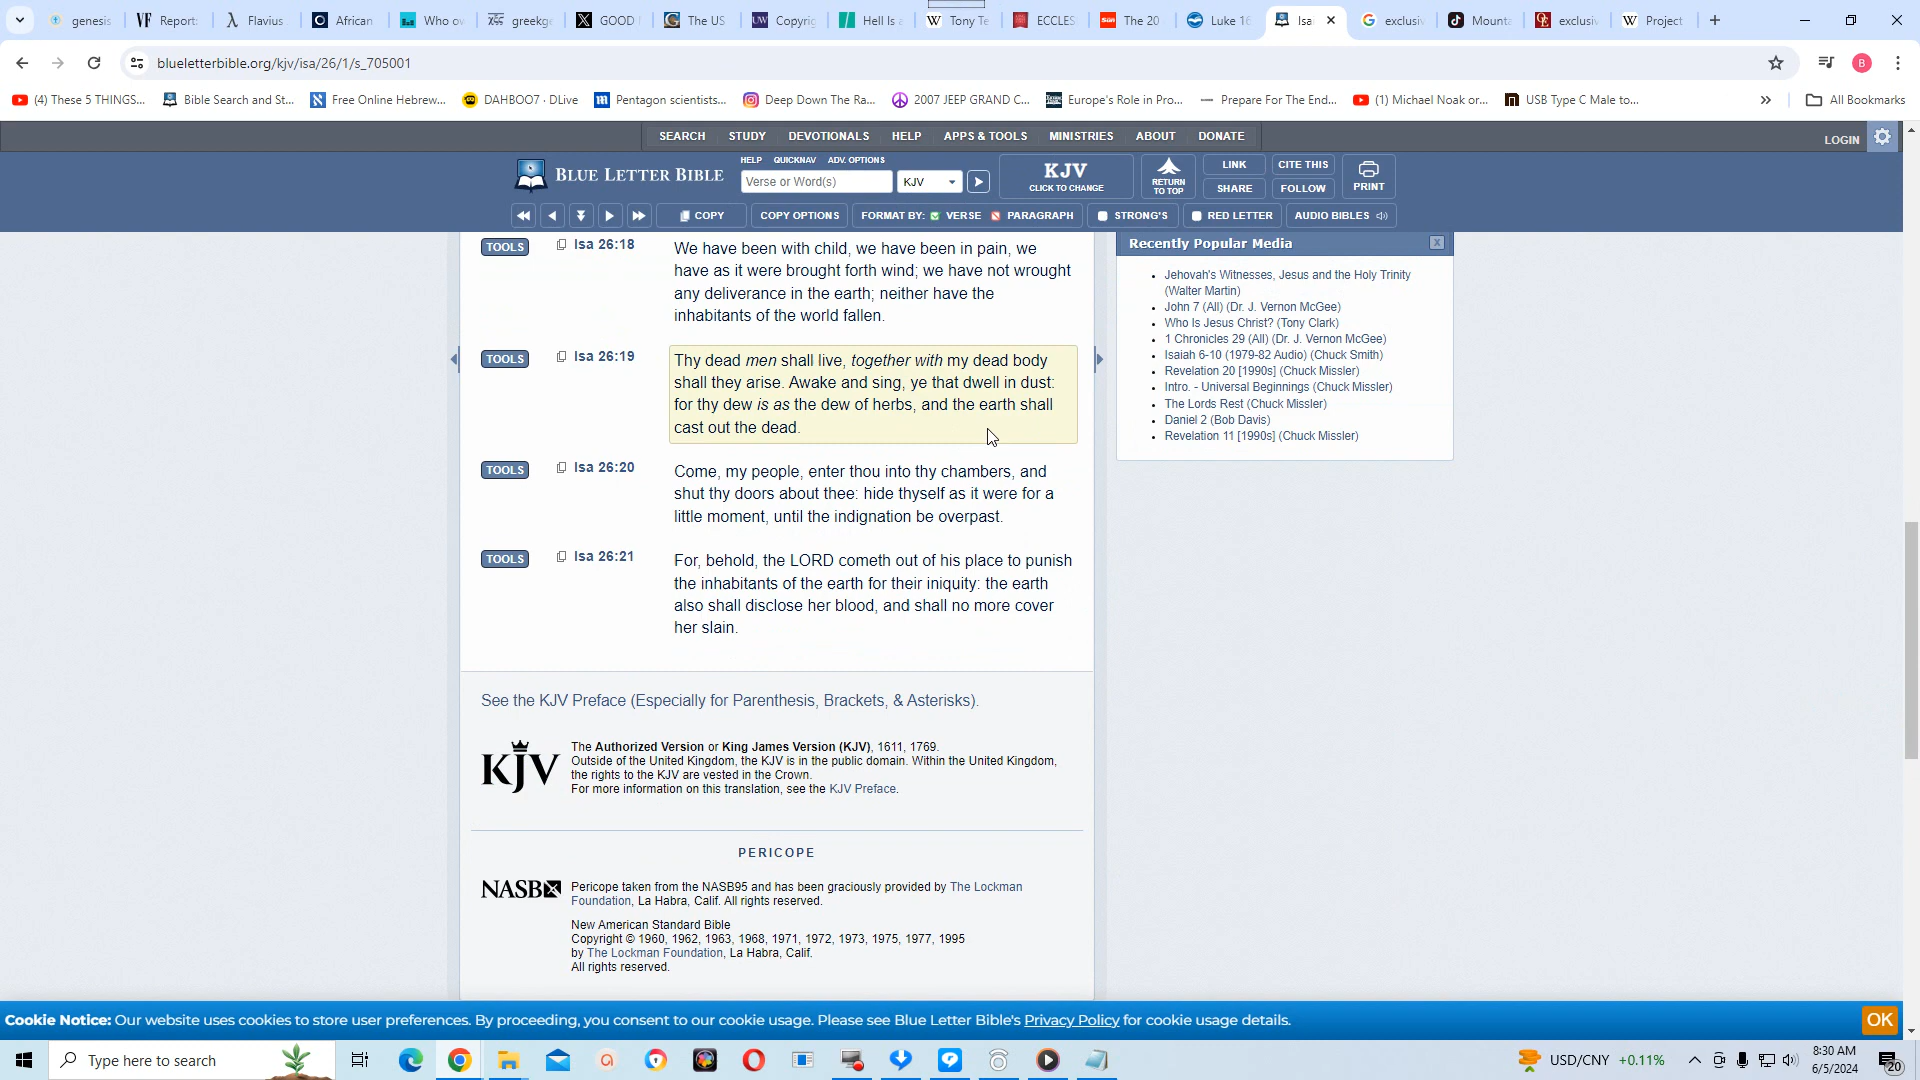 genesis
VF Report
Flavius
African
Who ov
greekge
GOOD
The US
Copyrig
Hell Is a
Tony Te
ECCLES
The 20
Luke 16
Isa
exclusiv
Mounta
exclusiv
Project
blueletterbible.org/kjv/isa/26/1/s_705001
B
(4) These 5 THINGS...
Bible Search and St...
Free Online Hebrew...
DAHBOO7 · DLive
Pentagon scientists...
Deep Down The Ra...
2007 JEEP GRAND C...
Europe's Role in Pro...
Prepare For The End...
(1) Michael Noak or...
USB Type C Male to...
All Bookmarks
SEARCH STUDY DEVOTIONALS HELP APPS & TOOLS MINISTRIES ABOUT DONATE
LOGIN
BLUE LETTER BIBLE
HELP QUICKNAV ADV. OPTIONS
Verse or Word(s)
KJV
KJV
CLICK TO CHANGE
RETURN
TO TOP
LINK
CITE THIS
SHARE
FOLLOW
PRINT
COPY
COPY OPTIONS
FORMAT BY: VERSE PARAGRAPH
STRONG'S
RED LETTER
AUDIO BIBLES
TOOLS
Isa 26:18
We have been with child, we have been in pain, we
have as it were brought forth wind; we have not wrought
any deliverance in the earth; neither have the
inhabitants of the world fallen.
TOOLS
Isa 26:19
Thy dead men shall live, together with my dead body
shall they arise. Awake and sing, ye that dwell in dust:
for thy dew is as the dew of herbs, and the earth shall
cast out the dead.
TOOLS
Isa 26:20
Come, my people, enter thou into thy chambers, and
shut thy doors about thee: hide thyself as it were for a
little moment, until the indignation be overpast.
TOOLS
Isa 26:21
For, behold, the LORD cometh out of his place to punish
the inhabitants of the earth for their iniquity: the earth
also shall disclose her blood, and shall no more cover
her slain.
Recently Popular Media
x
Jehovah's Witnesses, Jesus and the Holy Trinity
(Walter Martin)
John 7 (All) (Dr. J. Vernon McGee)
Who Is Jesus Christ? (Tony Clark)
1 Chronicles 29 (All) (Dr. J. Vernon McGee)
Isaiah 6-10 (1979-82 Audio) (Chuck Smith)
Revelation 20 [1990s] (Chuck Missler)
Intro. - Universal Beginnings (Chuck Missler)
The Lords Rest (Chuck Missler)
Daniel 2 (Bob Davis)
Revelation 11 [1990s] (Chuck Missler)
See the KJV Preface (Especially for Parenthesis, Brackets, & Asterisks).
KJV
The Authorized Version or King James Version (KJV), 1611, 1769.
Outside of the United Kingdom, the KJV is in the public domain. Within the United Kingdom,
the rights to the KJV are vested in the Crown.
For more information on this translation, see the KJV Preface.
PERICOPE
NASB
Pericope taken from the NASB95 and has been graciously provided by The Lockman
Foundation, La Habra, Calif. All rights reserved.
New American Standard Bible
Copyright © 1960, 1962, 1963, 1968, 1971, 1972, 1973, 1975, 1977, 1995
by The Lockman Foundation, La Habra, Calif.
All rights reserved.
Cookie Notice: Our website uses cookies to store user preferences. By proceeding, you consent to our cookie usage. Please see Blue Letter Bible's Privacy Policy for cookie usage details.
OK
Type here to search
USD/CNY +0.11%
8:30 AM
6/5/2024
20